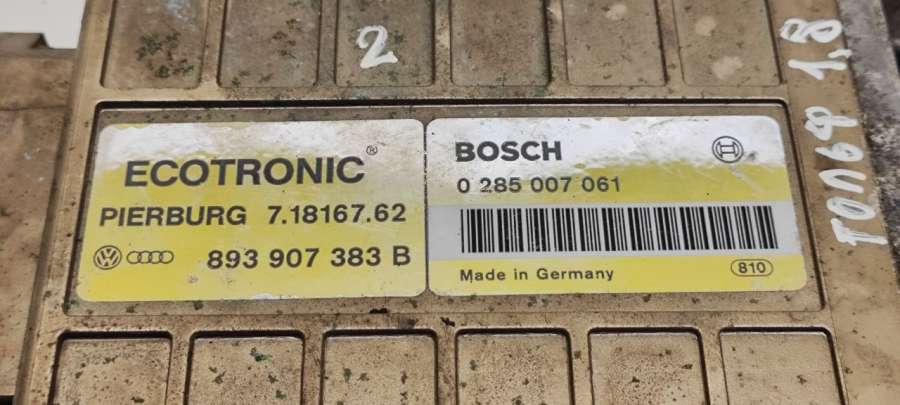 2
ECOTRONIC®
PIERBURG 7.18167.62
893 907 383 B
BOSCH
0 285 007 061
Made in Germany
810
1,8